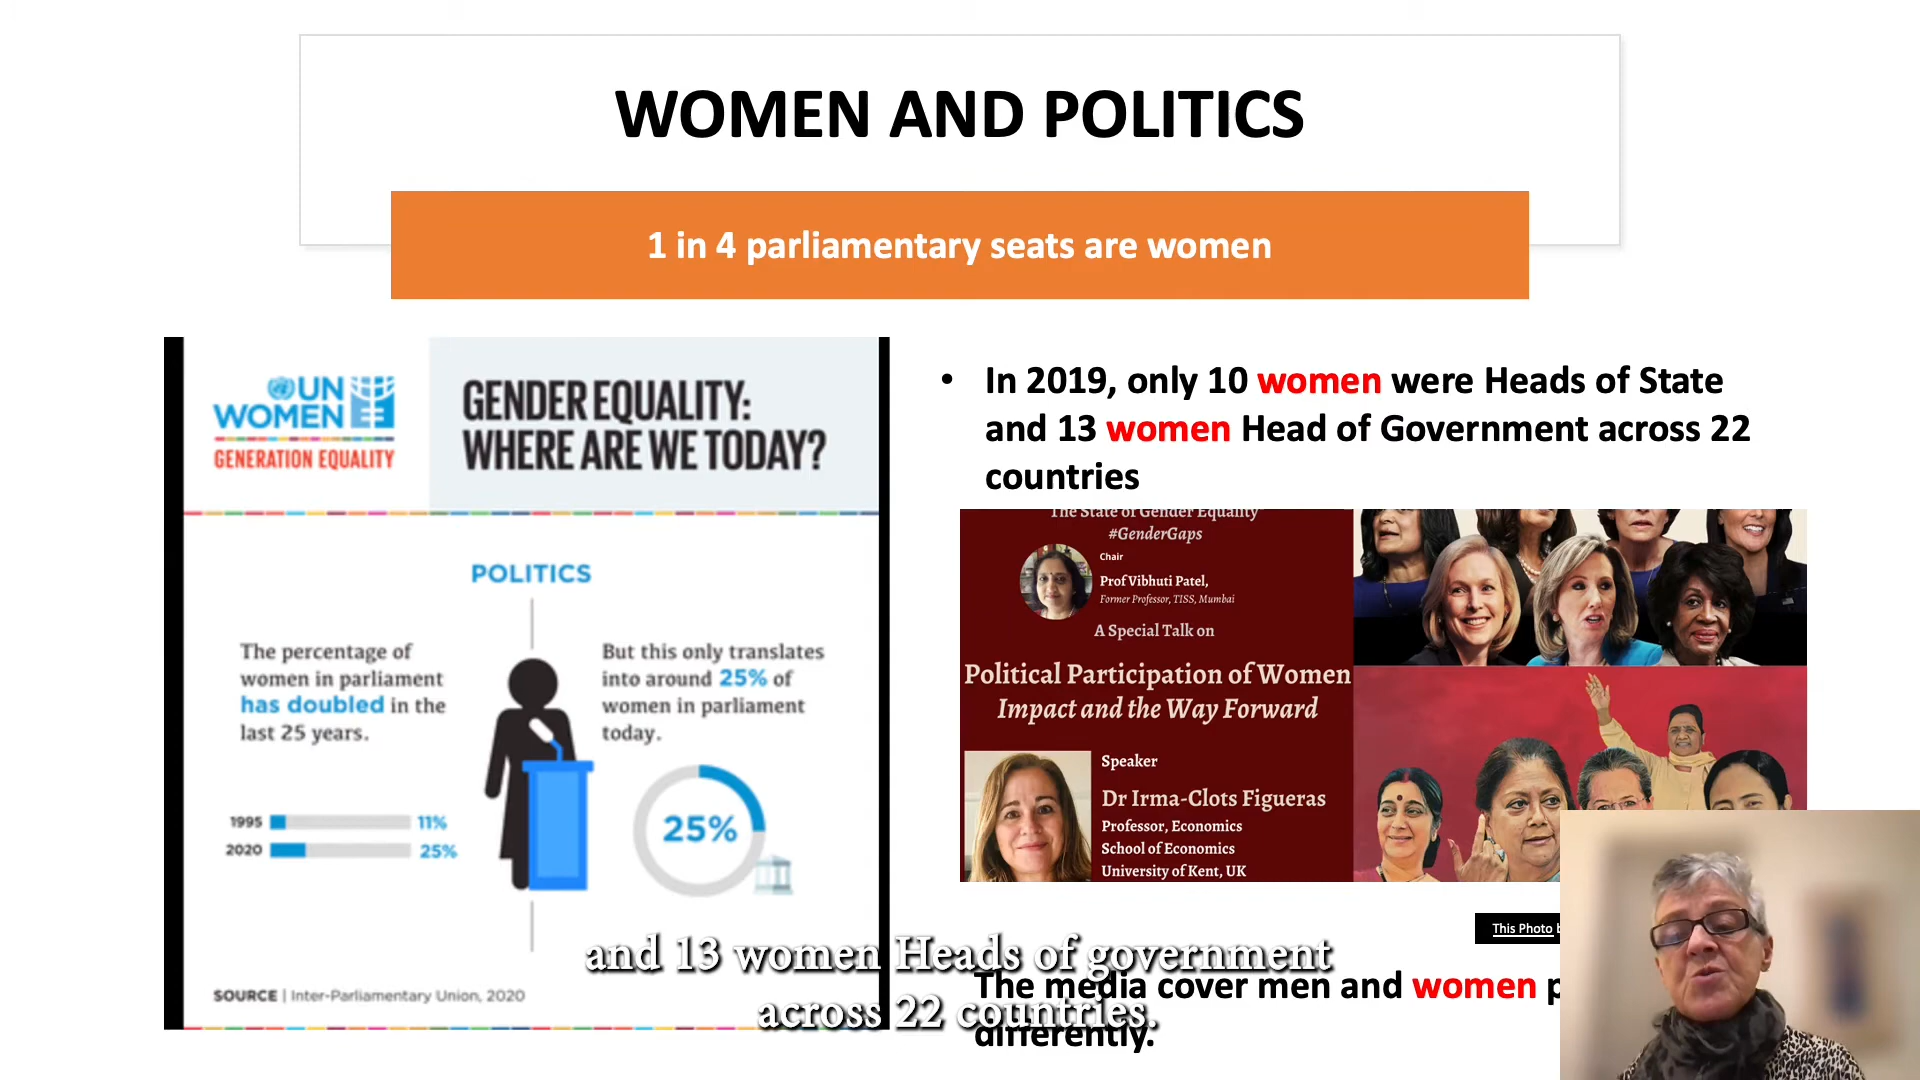 WOMEN AND POLITICS
1 in 4 parliamentary seats are women
UN
WOMEN
GENERATION EQUALITY
GENDER EQUALITY:
WHERE ARE WE TODAY?
POLITICS
The percentage of
women in parliament
has doubled in the
last 25 years.
1995 11%
2020 25%
But this only translates
into around 25% of
women in parliament
today.
25%
SOURCE | Inter-Parliamentary Union, 2020
• In 2019, only 10 women were Heads of State
and 13 women Head of Government across 22
countries
The State of Gender Equality
#GenderGaps
Chair
Prof Vibhuti Patel,
Former Professor, TISS, Mumbai
A Special Talk on
Political Participation of Women
Impact and the Way Forward
Speaker
Dr Irma-Clots Figueras
Professor, Economics
School of Economics
University of Kent, UK
This Photo
The media cover men and women
differently.
and 13 women Heads of government
across 22 countries.